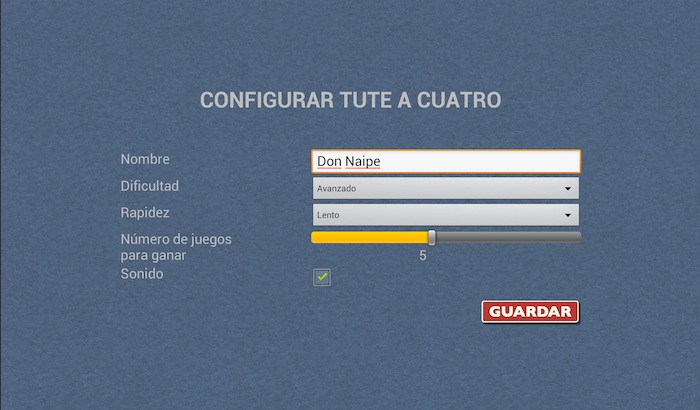 CONFIGURAR TUTE A CUATRO
Nombre
Don Naipe
Dificultad
Avanzado
Rapidez
Lento
Número de juegos
para ganar
5
Sonido
GUARDAR